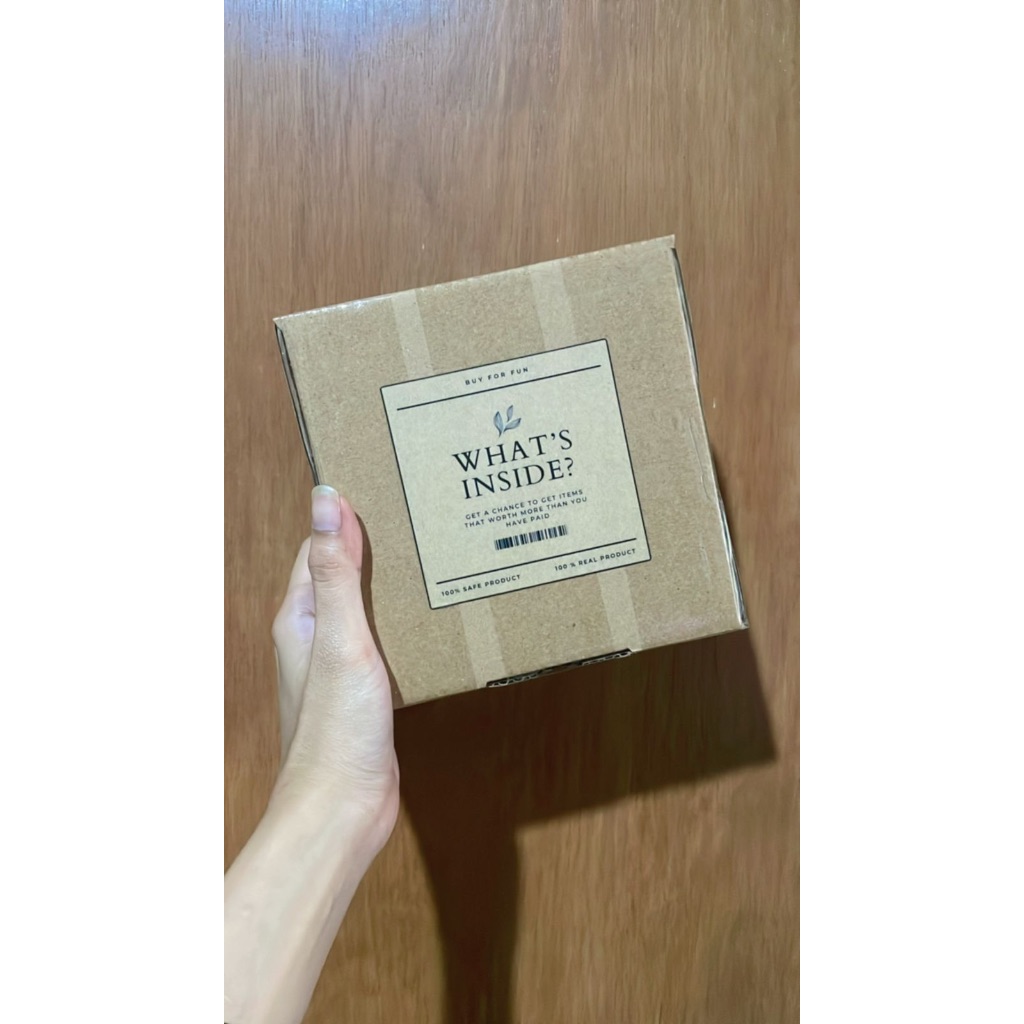 BUY FOR FUN
WHAT'S
INSIDE?
GET A CHANCE TO GET ITEMS
THAT WORTH MORE THAN YOU
HAVE PAID
100% SAFE PRODUCT
100 % REAL PRODUCT